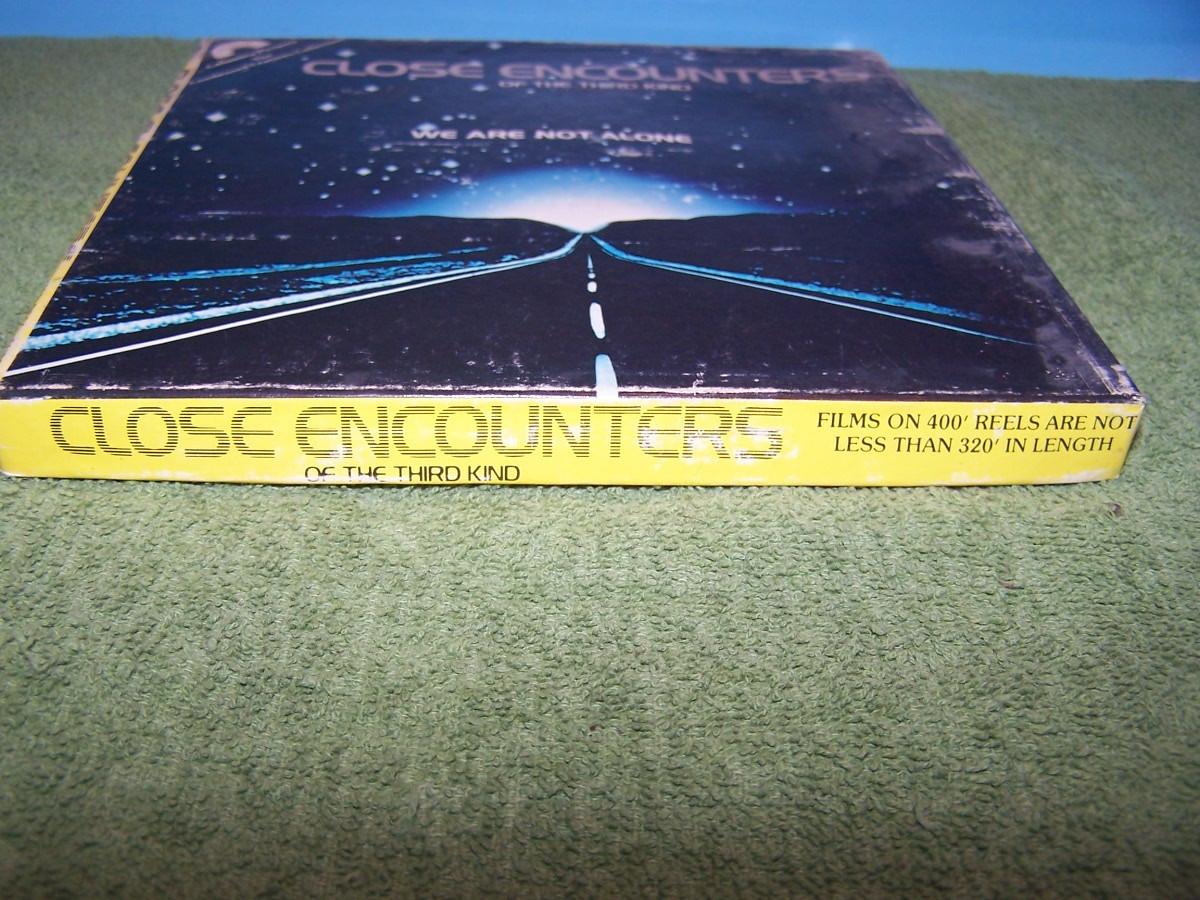 CLOSE ENCOUNTERS
OF THE THIRD KIND
WE ARE NOT ALONE
CLOSE ENCOUNTERS
OF THE THIRD KIND
FILMS ON 400' REELS ARE NOT
LESS THAN 320' IN LENGTH